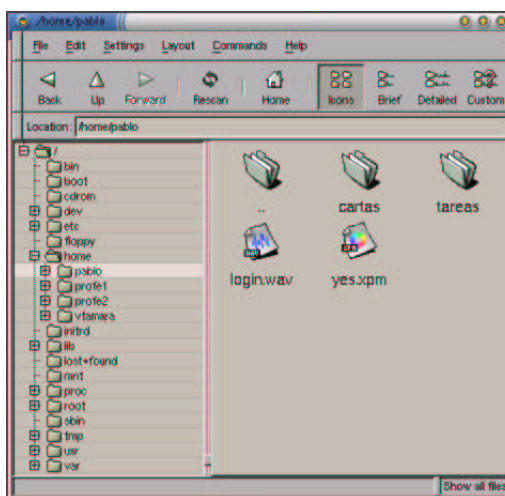 /home/pablo
File Edit Settings Layout Commands Help
Back Up Forward Rescan Home Icons Brief Detailed Custom
Location: /home/pablo
/
bin
boot
cdrom
dev
etc
floppy
home
pablo
profe1
profe2
vtamara
initrd
lib
lost+found
mnt
proc
root
sbin
tmp
usr
var
.. cartas tareas
login.wav yes.xpm
Show all files